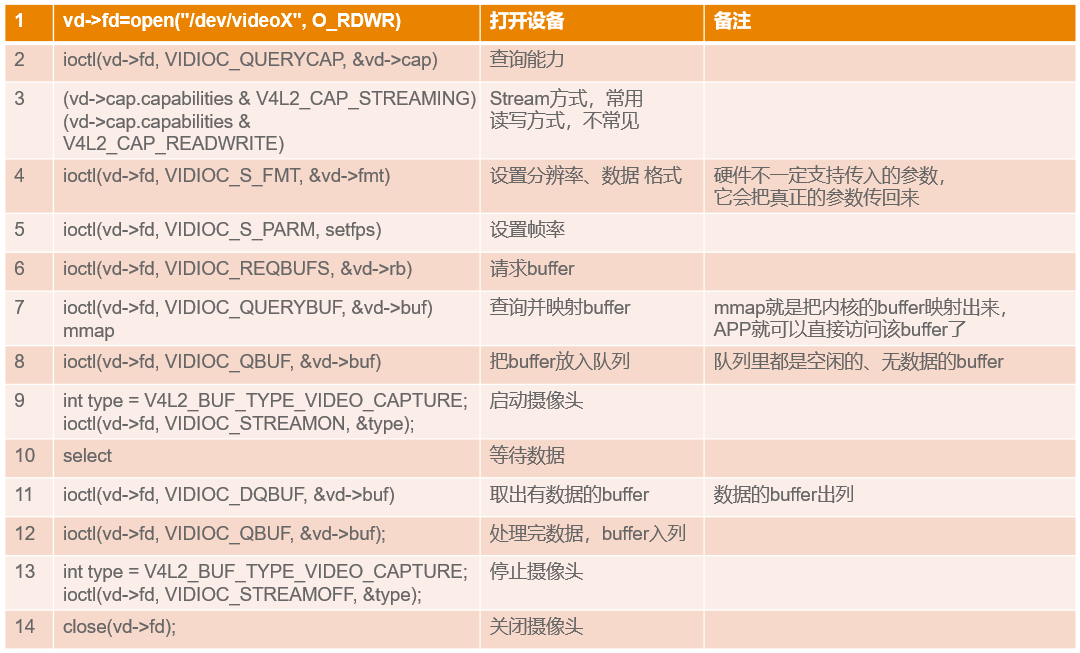 1 vd->fd=open("/dev/videoX", O_RDWR) 打开设备 备注
2 ioctl(vd->fd, VIDIOC_QUERYCAP, &vd->cap) 查询能力
3 (vd->cap.capabilities & V4L2_CAP_STREAMING) Stream方式，常用
(vd->cap.capabilities & 读写方式，不常见
V4L2_CAP_READWRITE)
4 ioctl(vd->fd, VIDIOC_S_FMT, &vd->fmt) 设置分辨率、数据 格式 硬件不一定支持传入的参数，
它会把真正的参数传回来
5 ioctl(vd->fd, VIDIOC_S_PARM, setfps) 设置帧率
6 ioctl(vd->fd, VIDIOC_REQBUFS, &vd->rb) 请求buffer
7 ioctl(vd->fd, VIDIOC_QUERYBUF, &vd->buf) 查询并映射buffer mmap就是把内核的buffer映射出来，
mmap APP就可以直接访问该buffer了
8 ioctl(vd->fd, VIDIOC_QBUF, &vd->buf) 把buffer放入队列 队列里都是空闲的、无数据的buffer
9 int type = V4L2_BUF_TYPE_VIDEO_CAPTURE; 启动摄像头
ioctl(vd->fd, VIDIOC_STREAMON, &type);
10 select 等待数据
11 ioctl(vd->fd, VIDIOC_DQBUF, &vd->buf) 取出有数据的buffer 数据的buffer出列
12 ioctl(vd->fd, VIDIOC_QBUF, &vd->buf); 处理完数据，buffer入列
13 int type = V4L2_BUF_TYPE_VIDEO_CAPTURE; 停止摄像头
ioctl(vd->fd, VIDIOC_STREAMOFF, &type);
14 close(vd->fd); 关闭摄像头